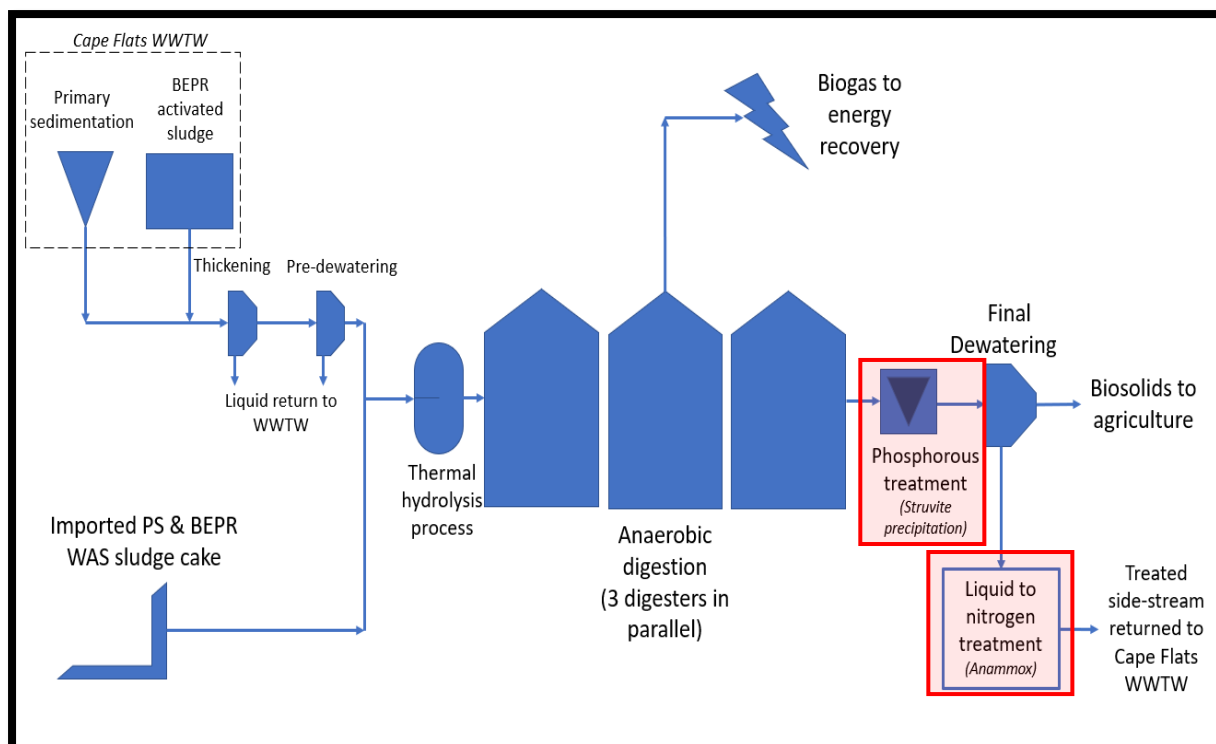 Cape Flats WWTW
Primary
sedimentation
BEPR
activated
sludge
Biogas to
energy
recovery
Thickening
Pre-dewatering
Liquid return to
WWTW
Thermal
hydrolysis
process
Imported PS & BEPR
WAS sludge cake
Anaerobic
digestion
(3 digesters in
parallel)
Final
Dewatering
Biosolids to
agriculture
Phosphorous
treatment
(Struvite
precipitation)
Liquid to
nitrogen
treatment
(Anammox)
Treated
side-stream
returned to
Cape Flats
WWTW